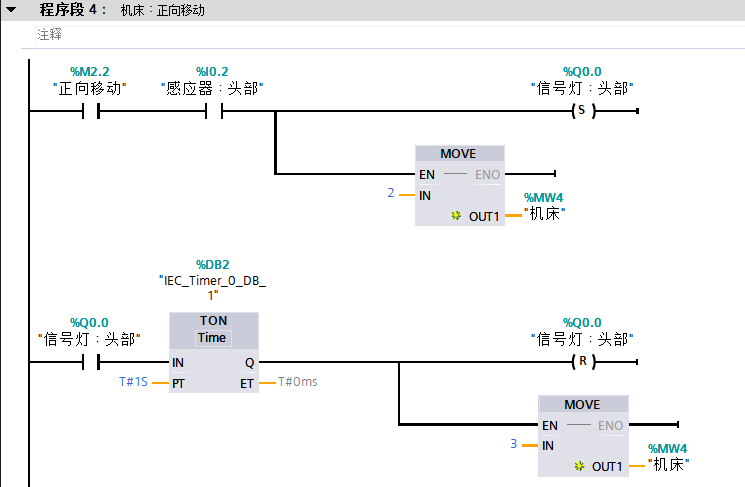 程序段 4： 机床：正向移动
注释
%M2.2 %I0.2 %Q0.0
"正向移动" "感应器：头部" "信号灯：头部"
S
MOVE
EN ENO
2 IN
%MW4
OUT1 "机床"
%DB2
"IEC_Timer_0_DB_
1"
%Q0.0 TON %Q0.0
"信号灯：头部" Time "信号灯：头部"
IN Q R
T#1S PT ET T#0ms
MOVE
EN ENO
3 IN
%MW4
OUT1 "机床"